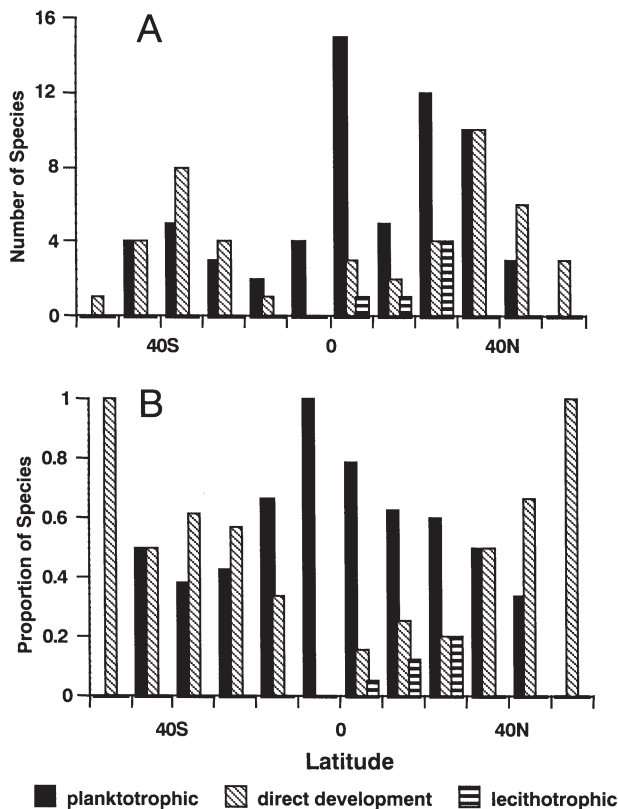 A
Number of Species
16
12
8
4
0
40S 0 40N
B
Proportion of Species
1
0.8
0.6
0.4
0.2
0
40S 0 40N
Latitude
planktotrophic direct development lecithotrophic